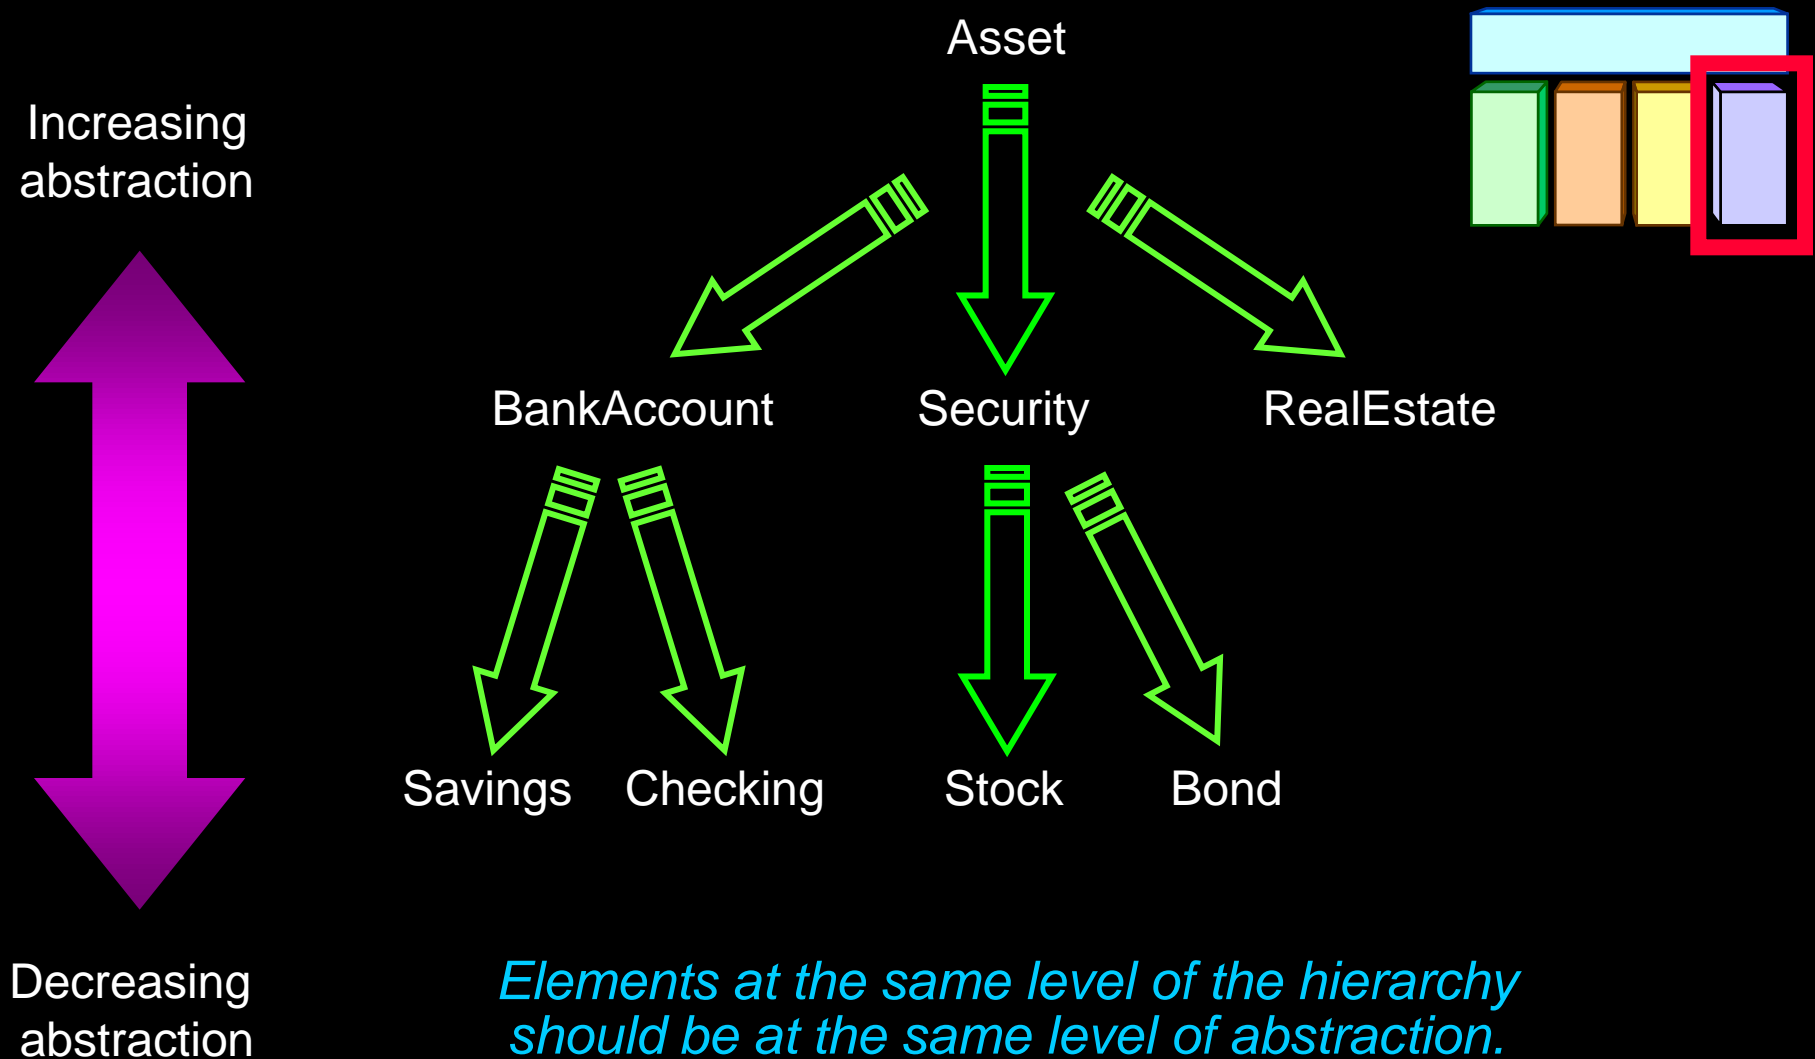 Asset
Increasing
abstraction
BankAccount
Security
RealEstate
Savings
Checking
Stock
Bond
Decreasing
abstraction
Elements at the same level of the hierarchy
should be at the same level of abstraction.